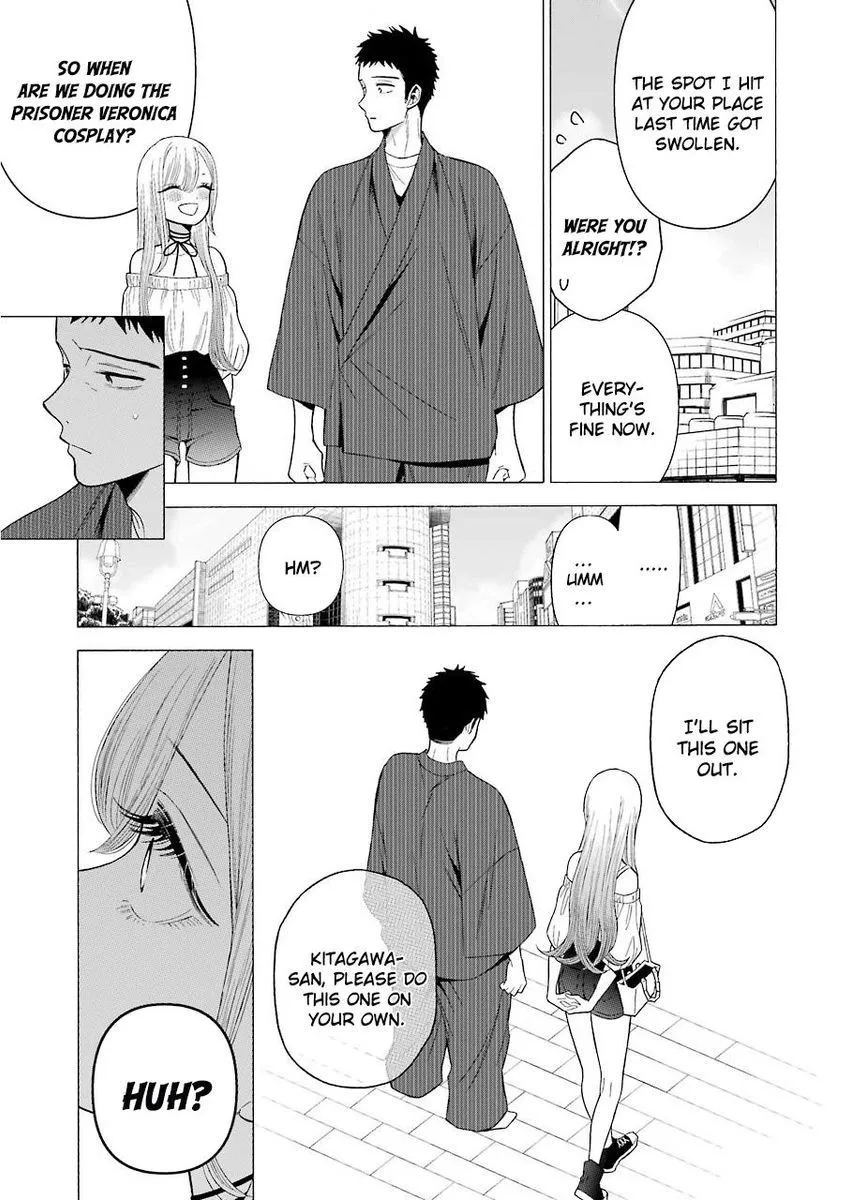 THE SPOT I HIT
AT YOUR PLACE
LAST TIME GOT
SWOLLEN.
WERE YOU
ALRIGHT!?
EVERY-
THING'S
FINE NOW.
SO WHEN
ARE WE DOING THE
PRISONER VERONICA
COSPLAY?
.....
...
UMM
...
HM?
I'LL SIT
THIS ONE
OUT.
KITAGAWA-
SAN, PLEASE DO
THIS ONE ON
YOUR OWN.
HUH?